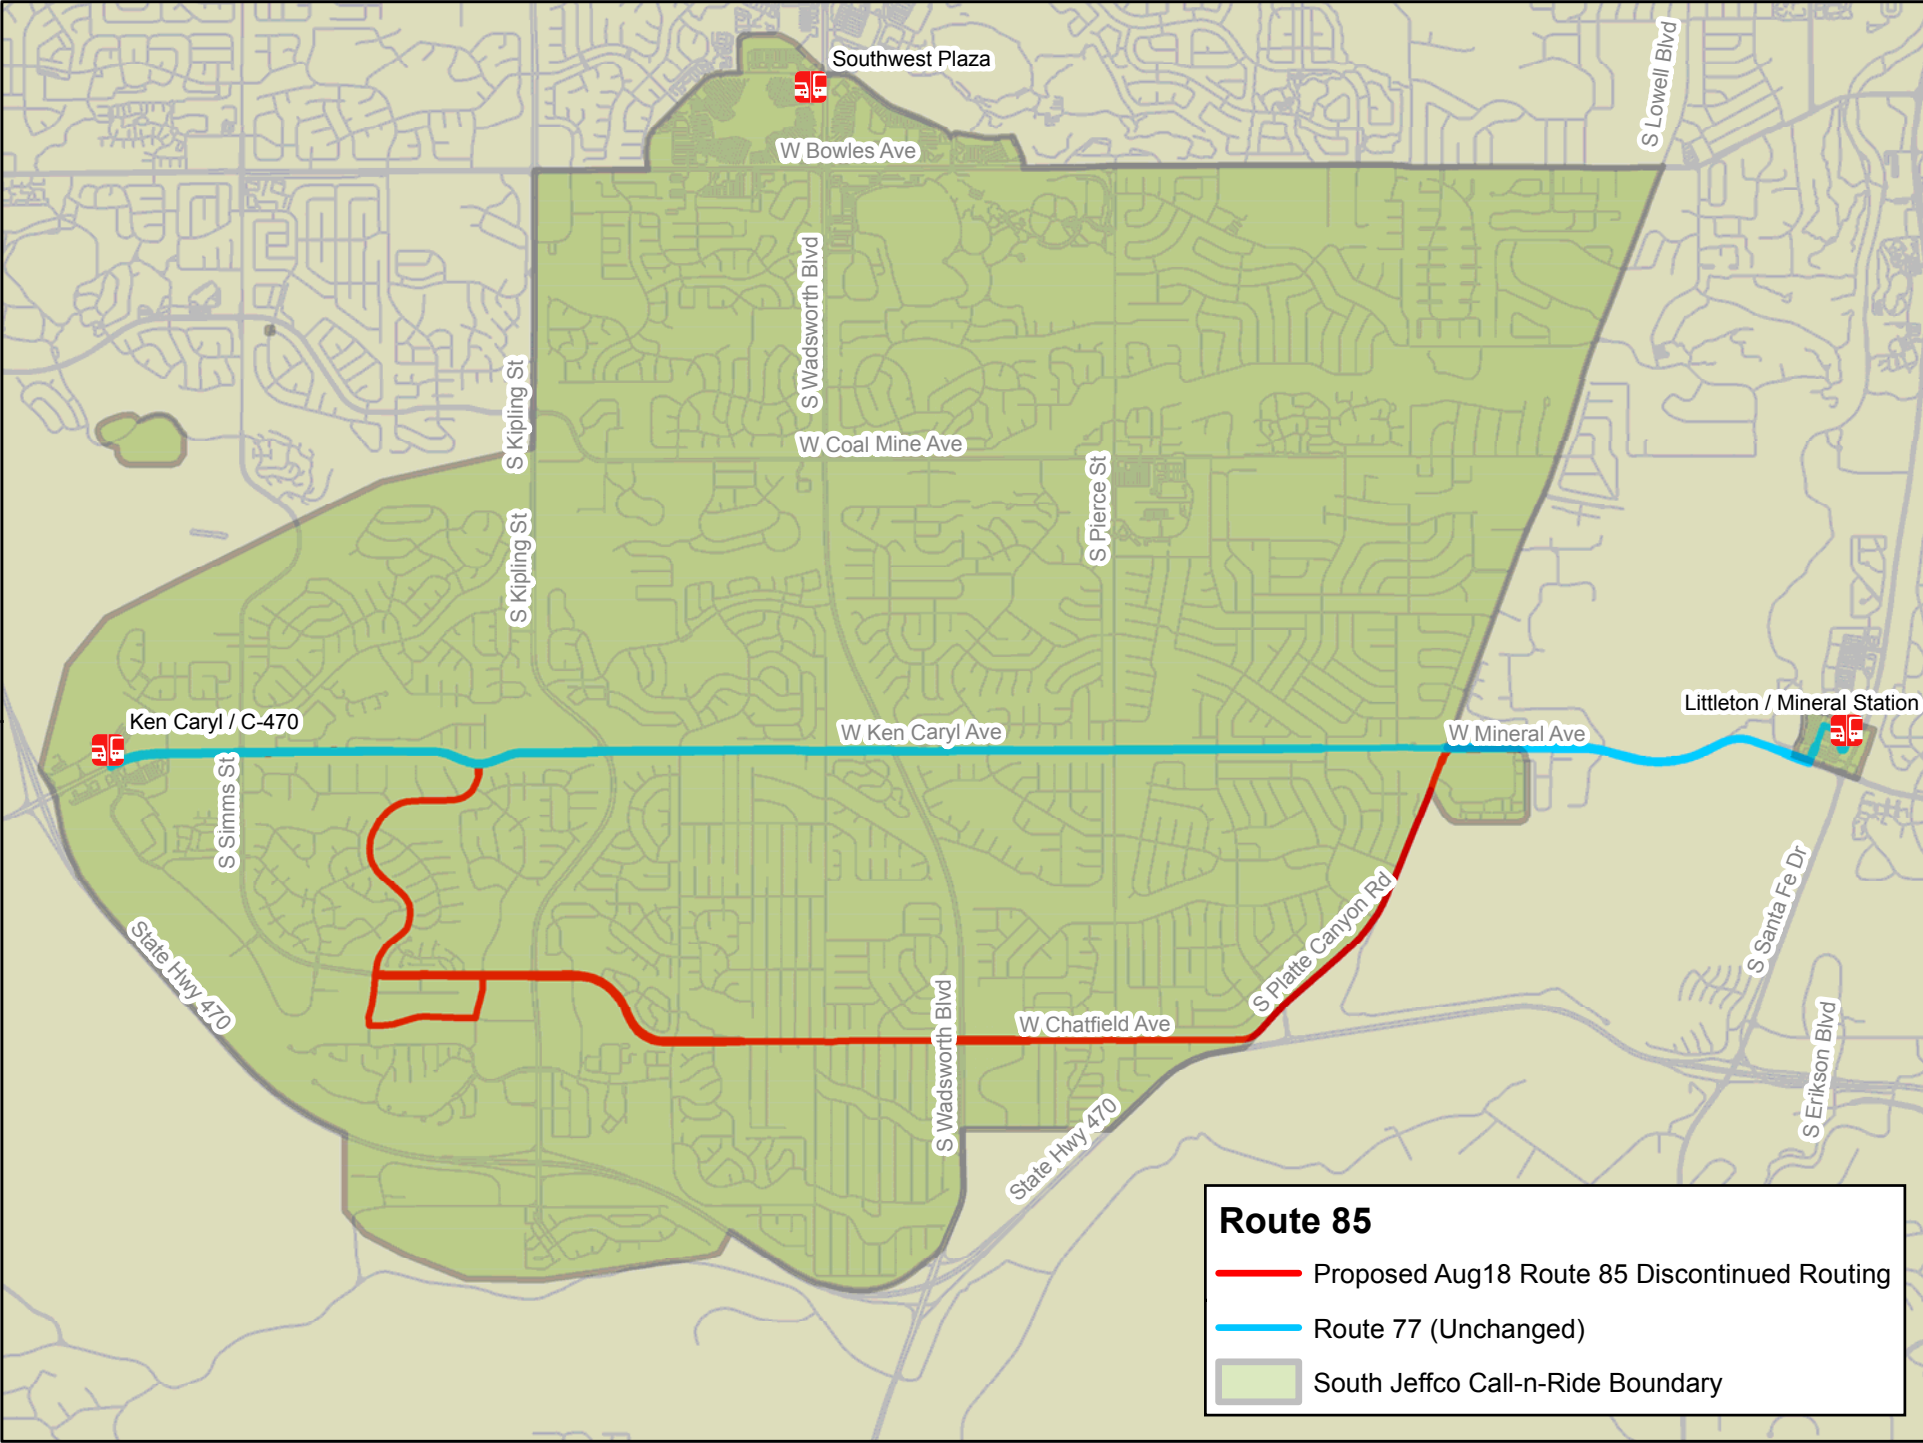 Southwest Plaza
S Lowell Blvd
W Bowles Ave
S Wadsworth Blvd
S Kipling St
W Coal Mine Ave
S Pierce St
S Kipling St
Littleton / Mineral Station
Ken Caryl / C-470
W Ken Caryl Ave
W Mineral Ave
S Simms St
S Santa Fe Dr
S Platte Canyon Rd
State Hwy 470
W Chatfield Ave
S Wadsworth Blvd
S Erikson Blvd
State Hwy 470
Route 85
Proposed Aug18 Route 85 Discontinued Routing
Route 77 (Unchanged)
South Jeffco Call-n-Ride Boundary